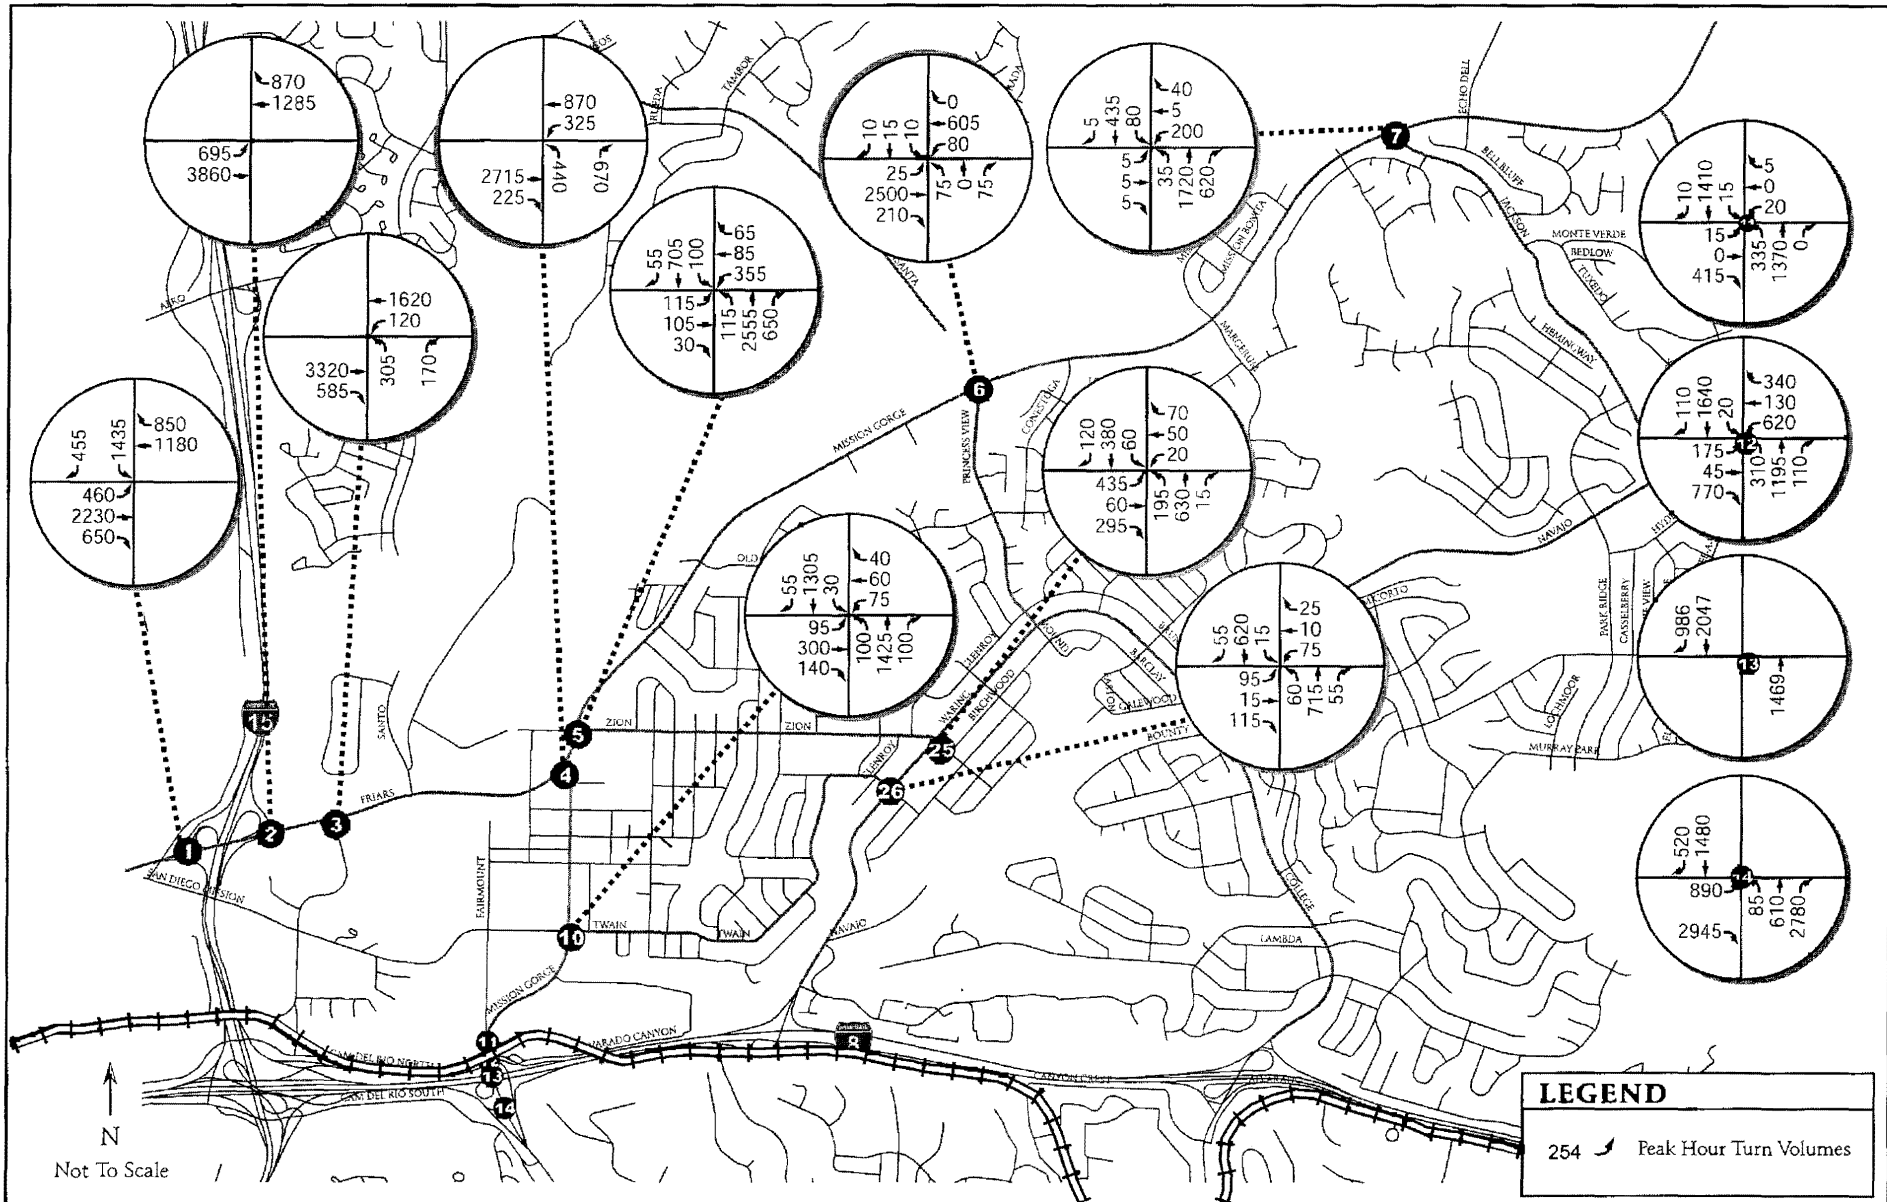 870
1285
695
3860
870
325
2715
225
440
670
10
15
10
0
605
80
25
2500
210
75
0
75
5
435
80
40
5
200
5
5
5
35
1720
620
10
1410
15
5
0
20
15
0
415
335
1370
0
1620
120
3320
585
305
170
55
705
100
65
85
355
115
105
30
115
2555
650
455
1435
850
1180
460
2230
650
120
380
60
70
50
20
435
60
295
195
630
15
110
1640
20
340
130
620
175
45
770
310
1195
110
55
1305
30
40
60
75
95
300
140
100
1425
100
55
620
15
25
10
75
95
15
115
60
715
55
986
2047
1469
520
1480
890
2945
85
610
2780
1
2
3
4
5
6
7
10
11
12
13
13
14
14
25
26
15
8
AERO
RUEDA
TAMBOR
SANTA
ECHO DELL
BELL BLUFF
JACKSON
MISSION BONITA
MONTE VERDE
BEDLOW
TUXEDO
HEMINGWAY
MARGERUM
CONESTOGA
MISSION GORGE
PRINCESS VIEW
NAVAJO
PARK RIDGE
CASSELBERRY
OLD
GLENROY
WARING
BIRCHWOOD
BARCLAY
GALEWOOD
BOUNTY
LOCHMOOR
MURRAY PARK
SANTO
ZION
ZION
GLENROY
FRIARS
SAN DIEGO MISSION
FAIRMOUNT
TWAIN
TWAIN
NAVAJO
COLLEGE
LAMBDA
MISSION GORGE
CAM DEL RIO NORTH
CAM DEL RIO SOUTH
VARADO CANYON
CANYON CREST
ALVARADO
N
Not To Scale
LEGEND
254 Peak Hour Turn Volumes